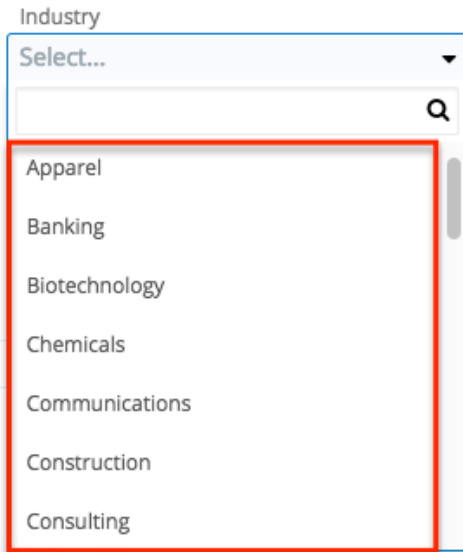 Industry
Select...
Apparel
Banking
Biotechnology
Chemicals
Communications
Construction
Consulting